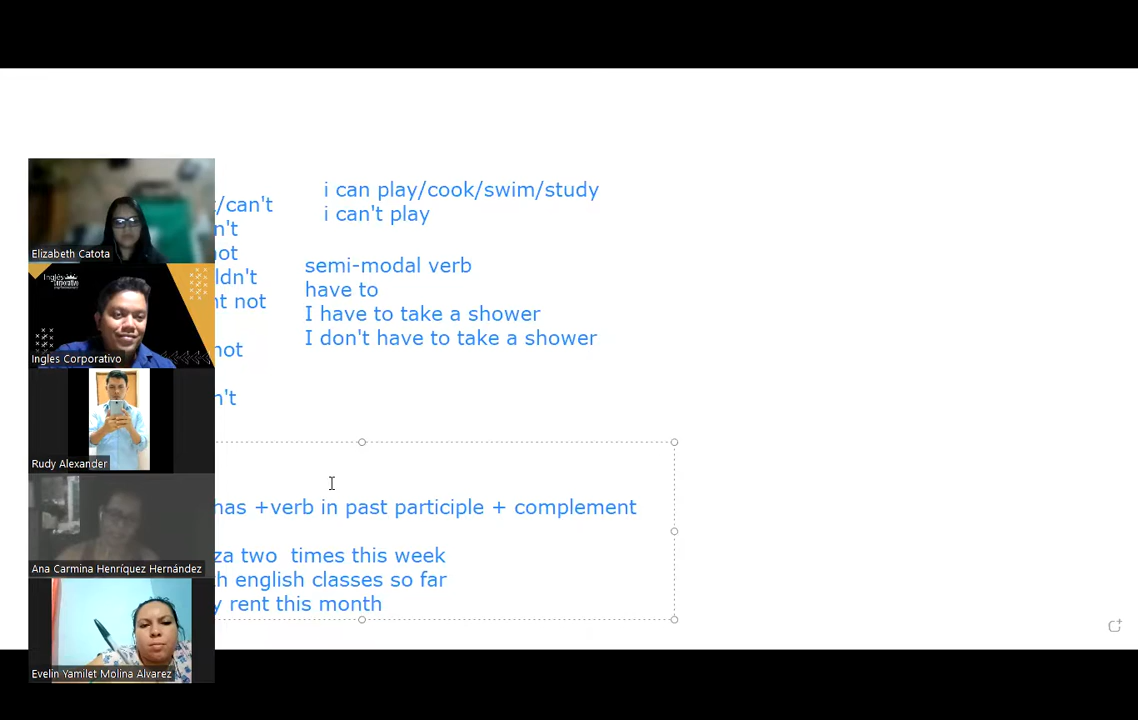 i can play/cook/swim/study
/can't
i can't play
n't
not
semi-modal verb
ldn't
have to
nt not
I have to take a shower
I don't have to take a shower
not
n't
has +verb in past participle + complement
za two  times this week
th english classes so far
y rent this month
Elizabeth Catota
Inglés
Corporativo
Ingles Corporativo
Rudy Alexander
Ana Carmina Henríquez Hernández
Evelin Yamilet Molina Alvarez